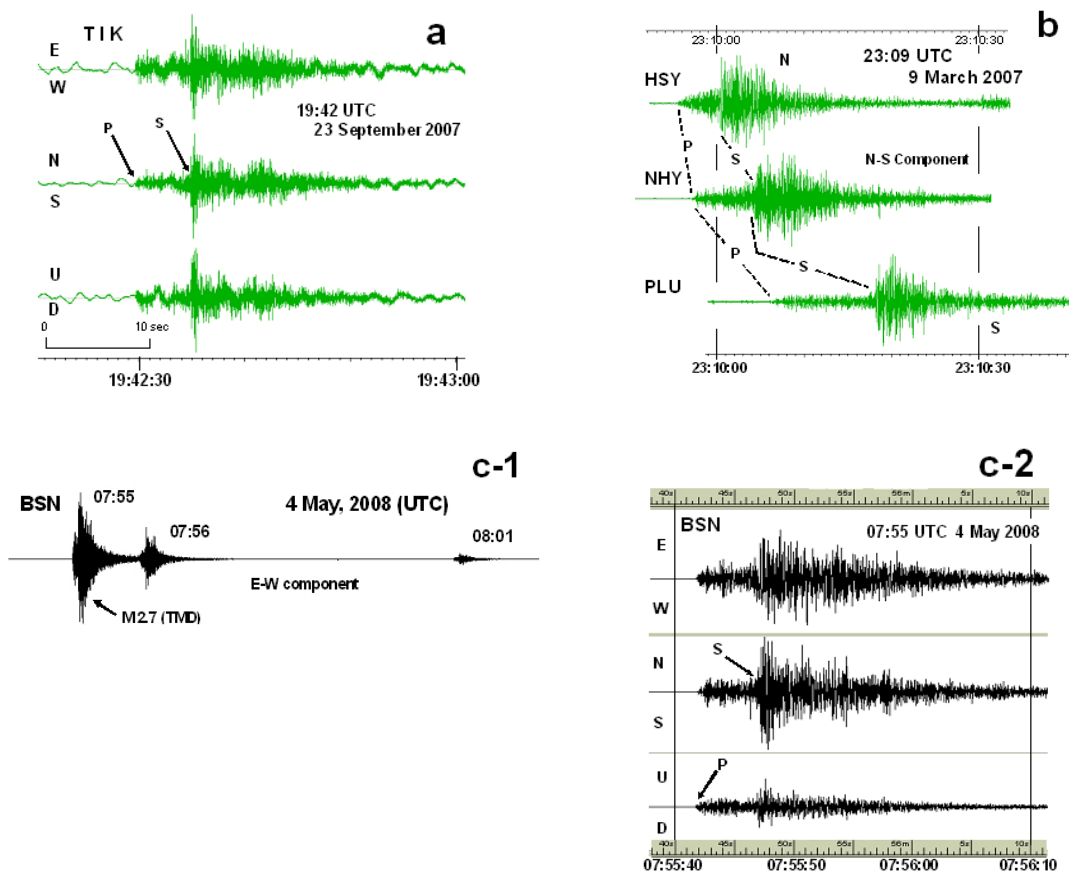 TIK
a
E
W
19:42 UTC
23 September 2007
P
S
N
S
U
D
0 10 sec
19:42:30 19:43:00
b
23:10:00 23:10:30
N
23:09 UTC
9 March 2007
HSY
P
S
N-S Component
NHY
P
S
PLU
S
23:10:00 23:10:30
c-1
BSN
07:55
07:56
4 May, 2008 (UTC)
08:01
E-W component
M2.7 (TMD)
c-2
40s 45s 50s 55s 56m 5s 10s
BSN
07:55 UTC 4 May 2008
E
W
S
N
S
U
P
D
40s 45s 50s 55s 56m 5s 10s
07:55:40 07:55:50 07:56:00 07:56:10